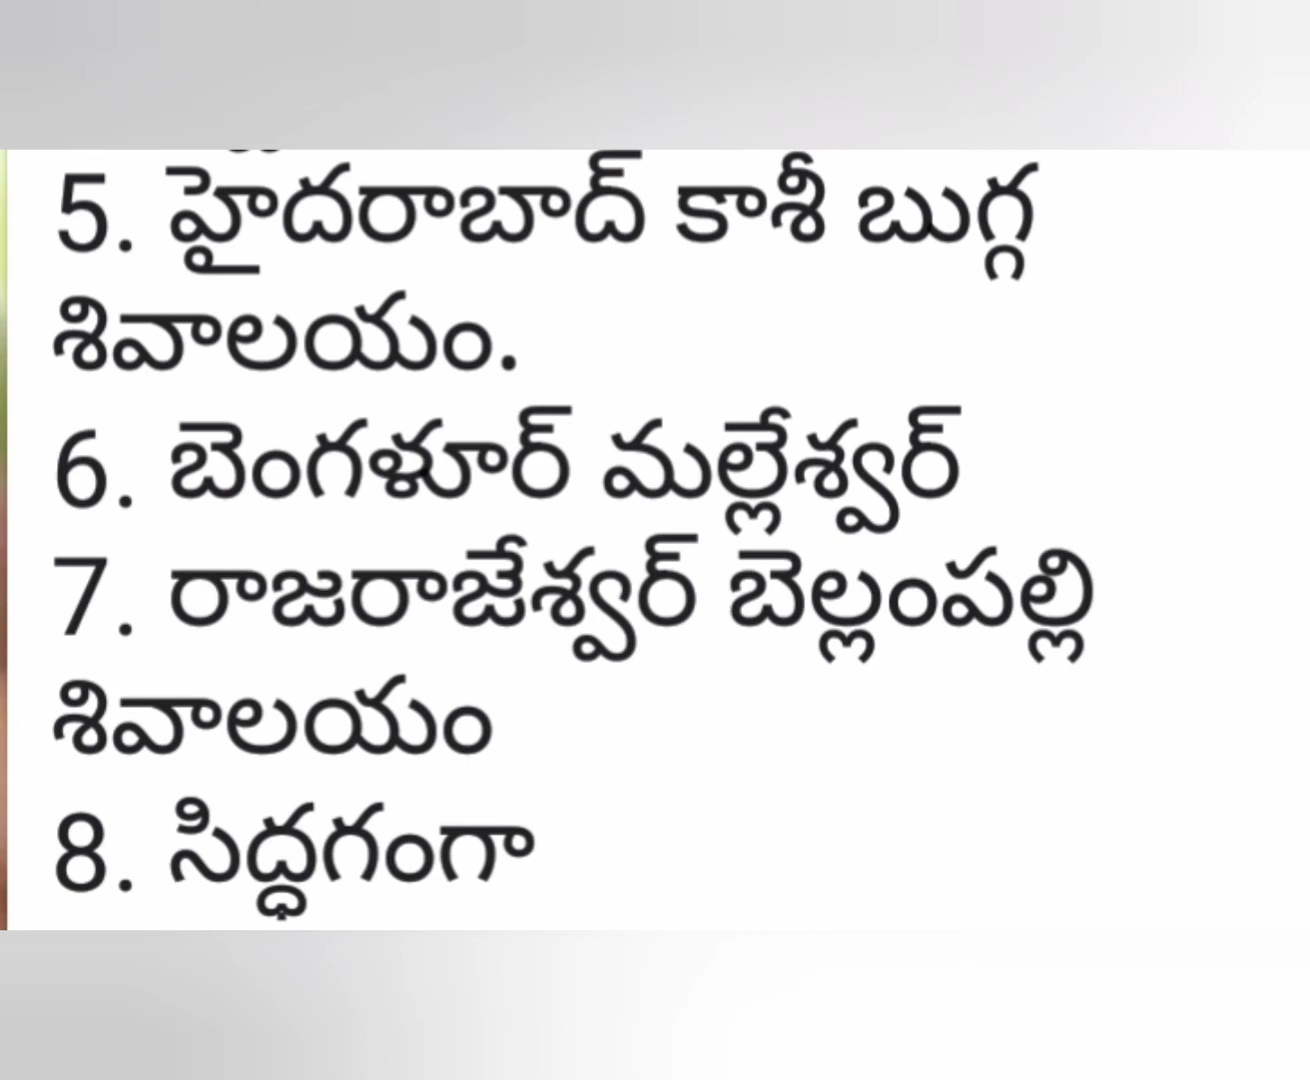 5. హైదరాబాద్ కాశీ బుగ్గ
శివాలయం.
6. బెంగళూర్ మల్లేశ్వర్
7. రాజరాజేశ్వర్ బెల్లంపల్లి
శివాలయం
8. సిద్ధగంగా